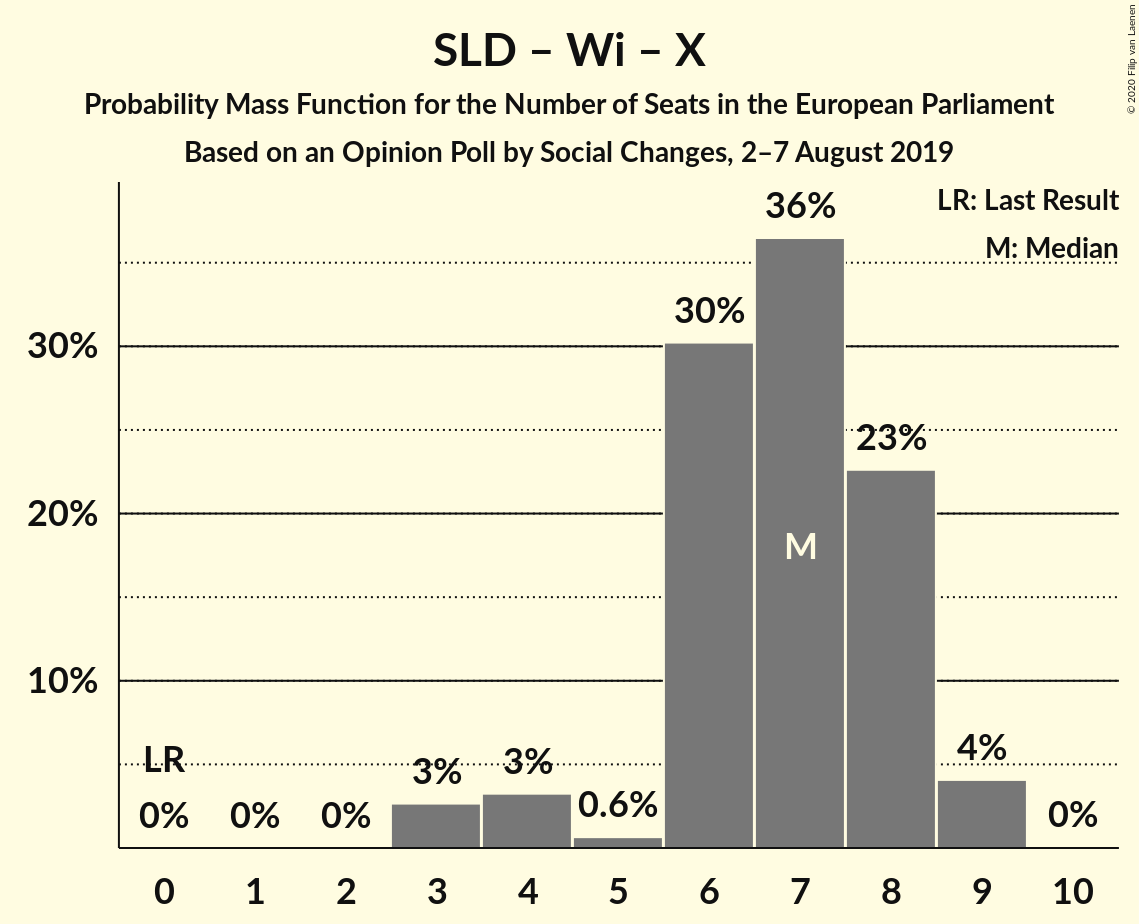 SLD – Wi – X
Probability Mass Function for the Number of Seats in the European Parliament
Based on an Opinion Poll by Social Changes, 2–7 August 2019
© 2020 Filip van Laenen
LR: Last Result
M: Median
36%
30%
30%
23%
20%
M
10%
LR
0%
0%
0%
3%
3%
0.6%
4%
0%
0 1 2 3 4 5 6 7 8 9 10